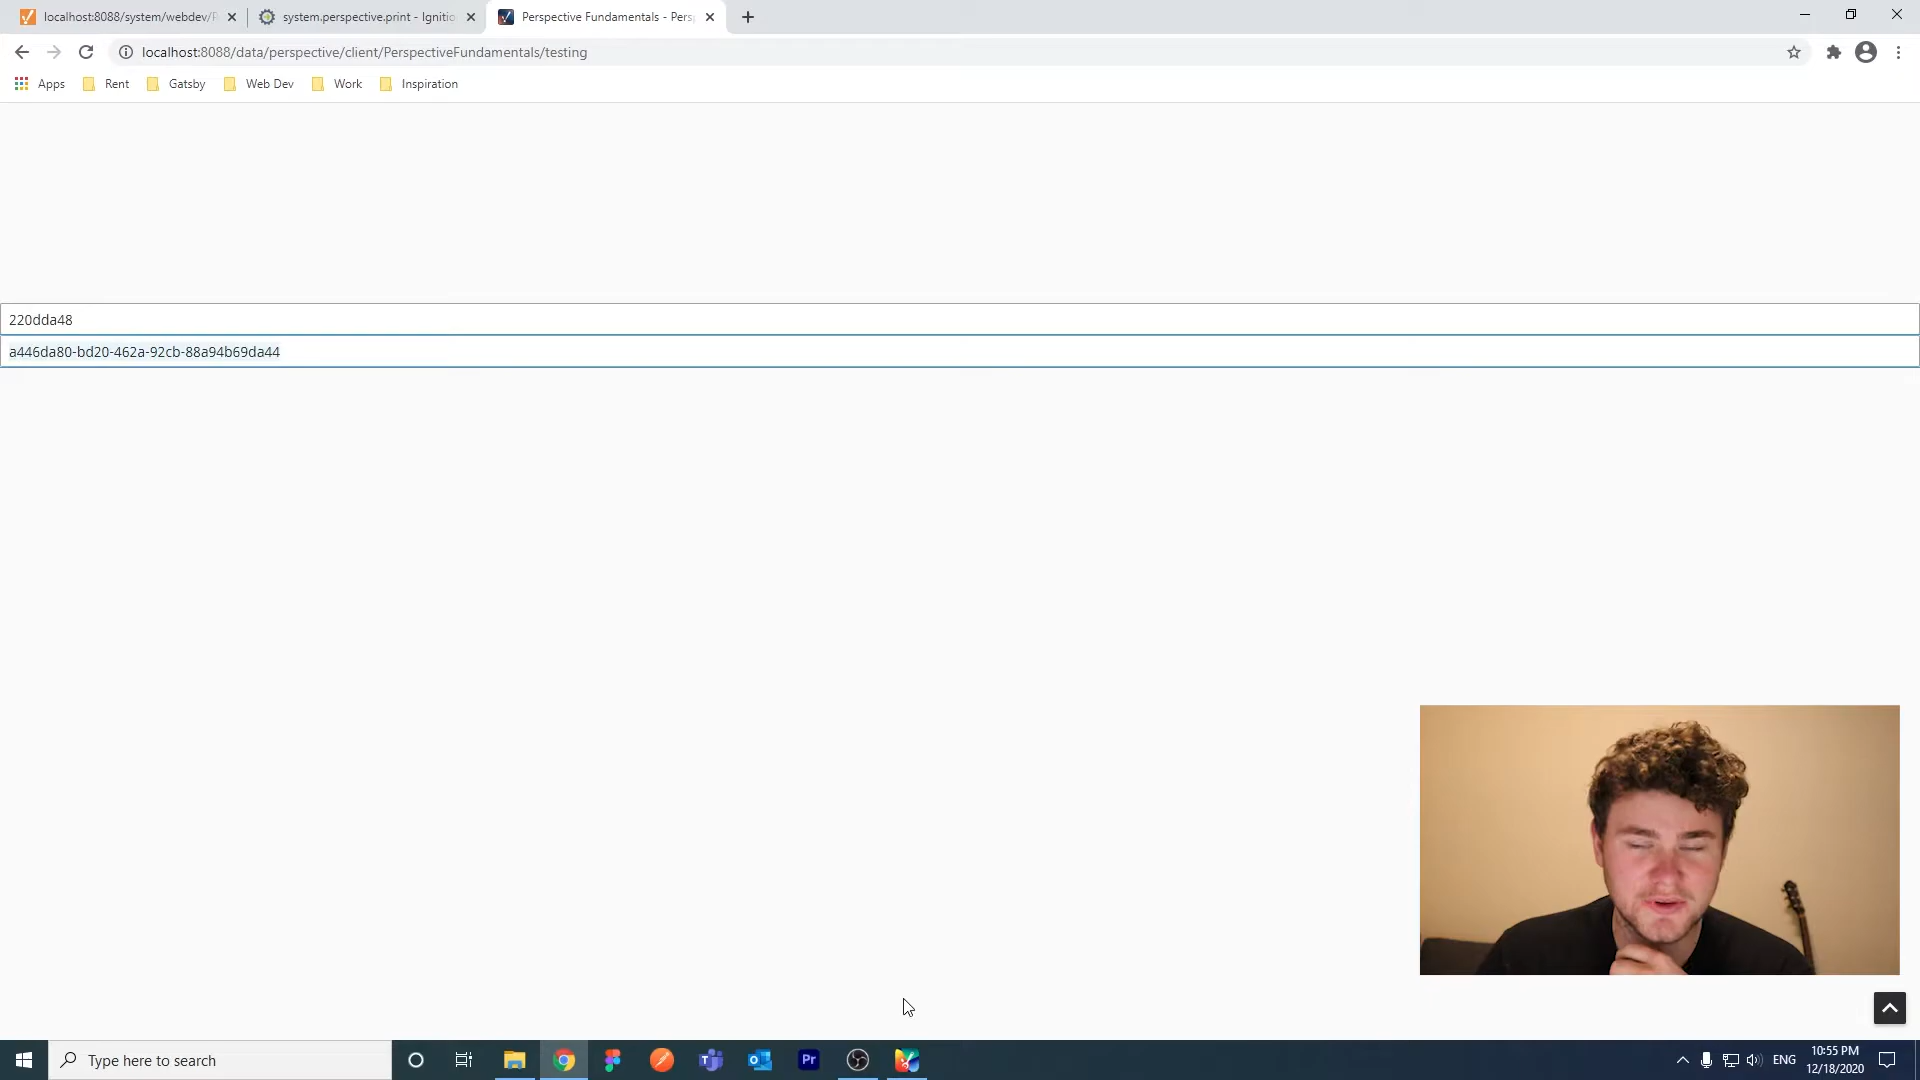 localhost:8088/system/webdev/
system.perspective.print - Ignitio
Perspective Fundamentals - Pers
localhost:8088/data/perspective/client/PerspectiveFundamentals/testing
Apps
Rent
Gatsby
Web Dev
Work
Inspiration
220dda48
a446da80-bd20-462a-92cb-88a94b69da44
Type here to search
Pr
ENG
10:55 PM
12/18/2020